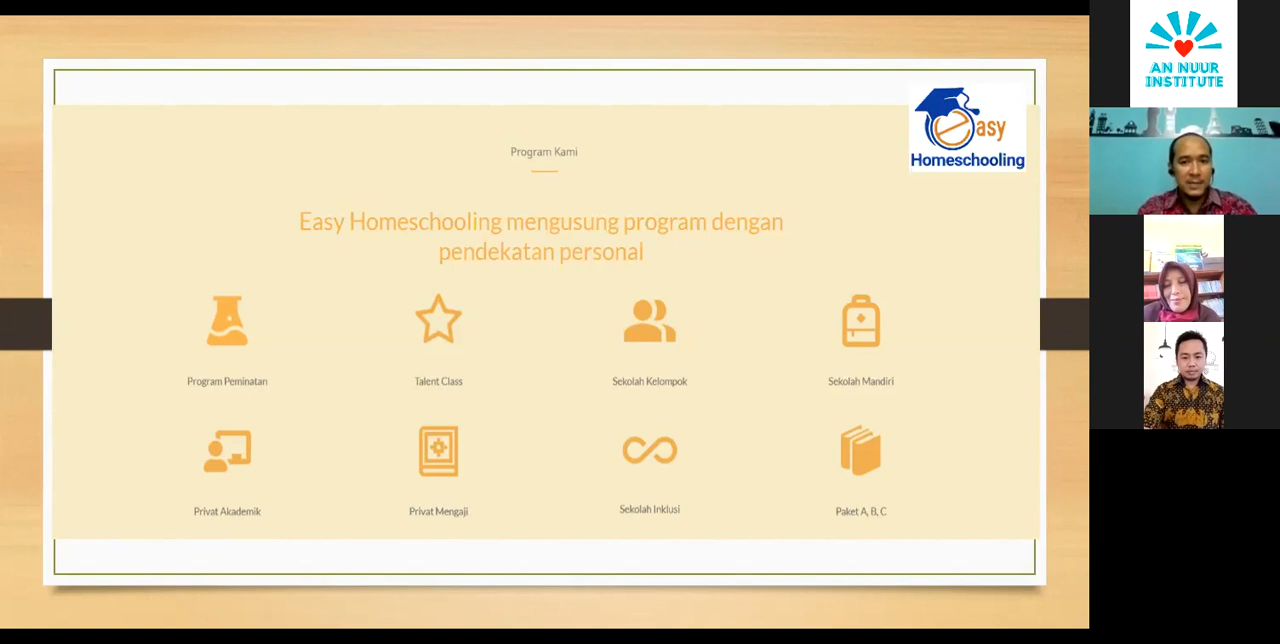 Program Kami
easy
Homeschooling
Easy Homeschooling mengusung program dengan
pendekatan personal
Program Peminatan
Talent Class
Sekolah Kelompok
Sekolah Mandiri
Privat Akademik
Privat Mengaji
Sekolah Inklusi
Paket A, B, C
AN NUUR
INSTITUTE